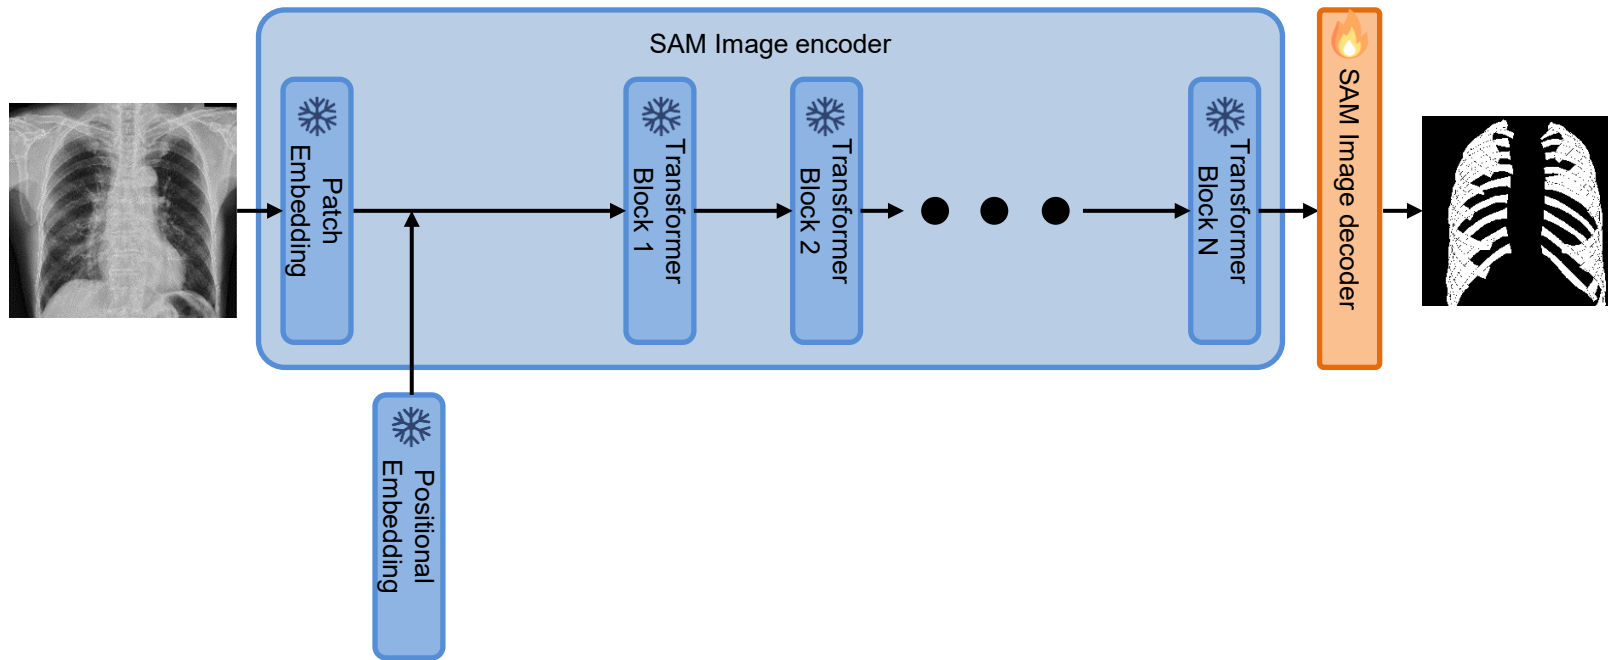 SAM Image encoder
Patch
Embedding
Transformer
Block 1
Transformer
Block 2
Transformer
Block N
SAM Image decoder
Positional
Embedding